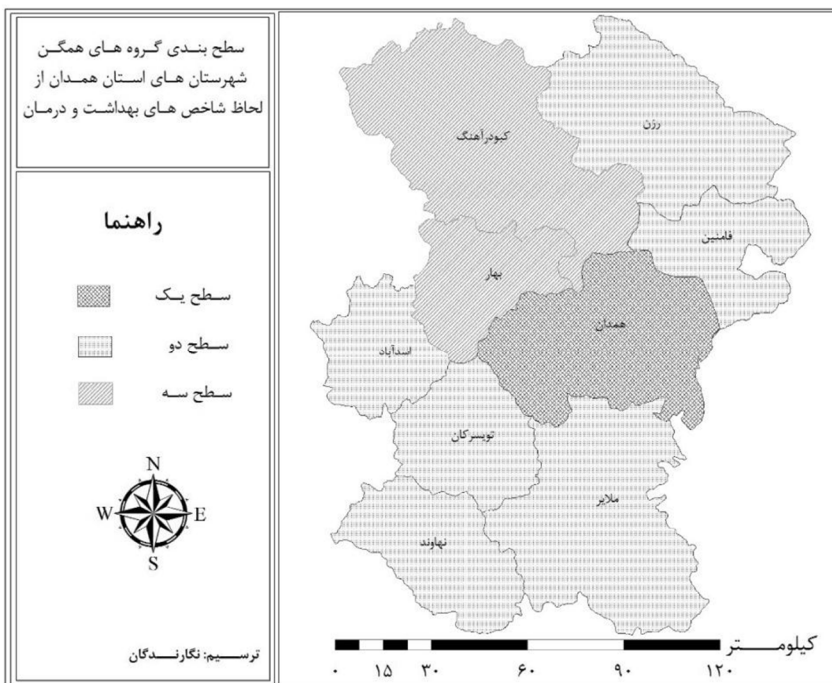 سطح بندی گروه های همگن
شهرستان های استان همدان از
لحاظ شاخص های بهداشت و درمان
راهنما
سطح یک
سطح دو
سطح سه
N
W E
S
ترسیم: نگارندگان
رزن
کبودرآهنگ
فامنین
بهار
همدان
اسدآباد
تویسرکان
ملایر
نهاوند
کیلومتر
۰ ۱۵ ۳۰ ۶۰ ۹۰ ۱۲۰